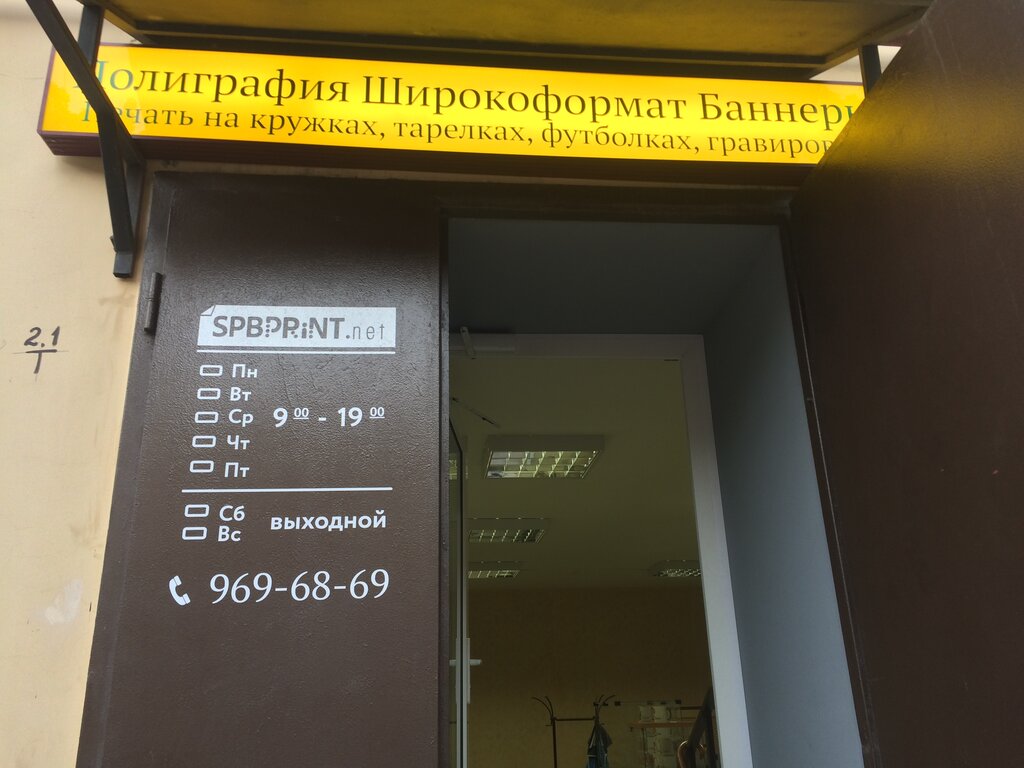 Полиграфия Широкоформат Баннеры
Печать на кружках, тарелках, футболках, гравиров
2.1
Т
SPBPRiNT.net
Пн
Вт
Ср 9 00 - 19 00
Чт
Пт
Сб
Вс выходной
969-68-69